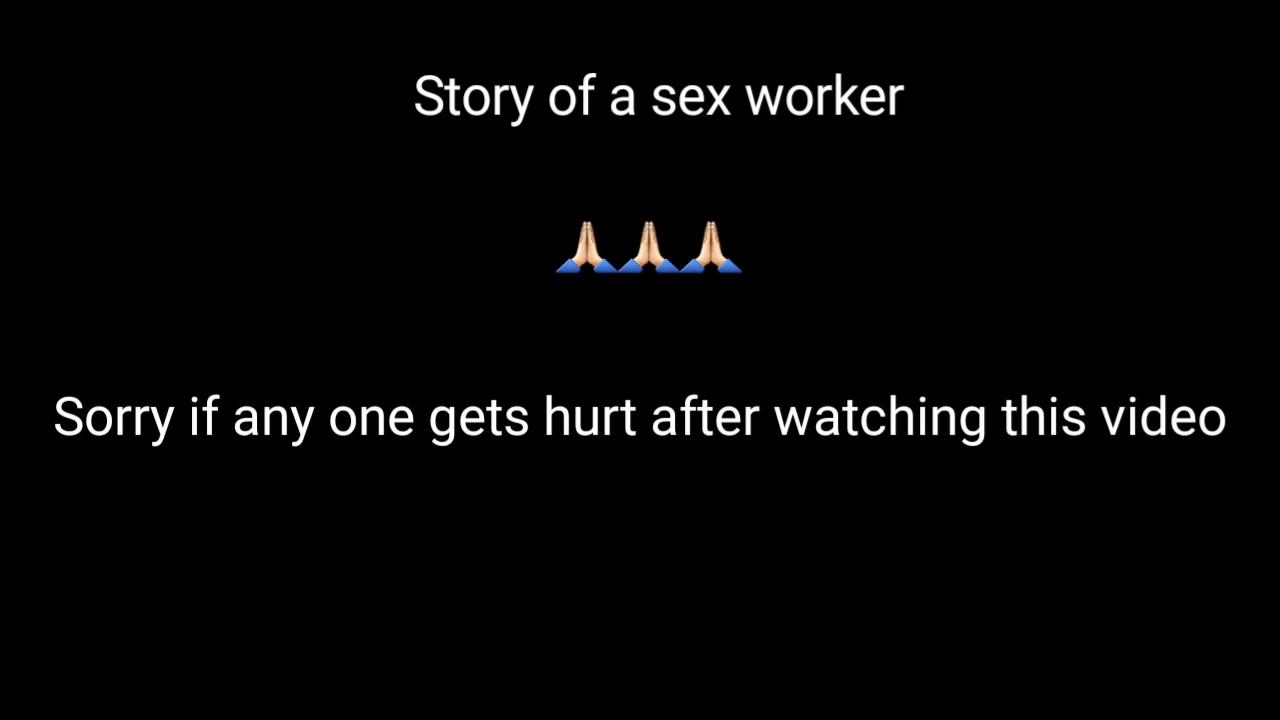 Story of a sex worker
🙏🏻🙏🏻🙏🏻
Sorry if any one gets hurt after watching this video